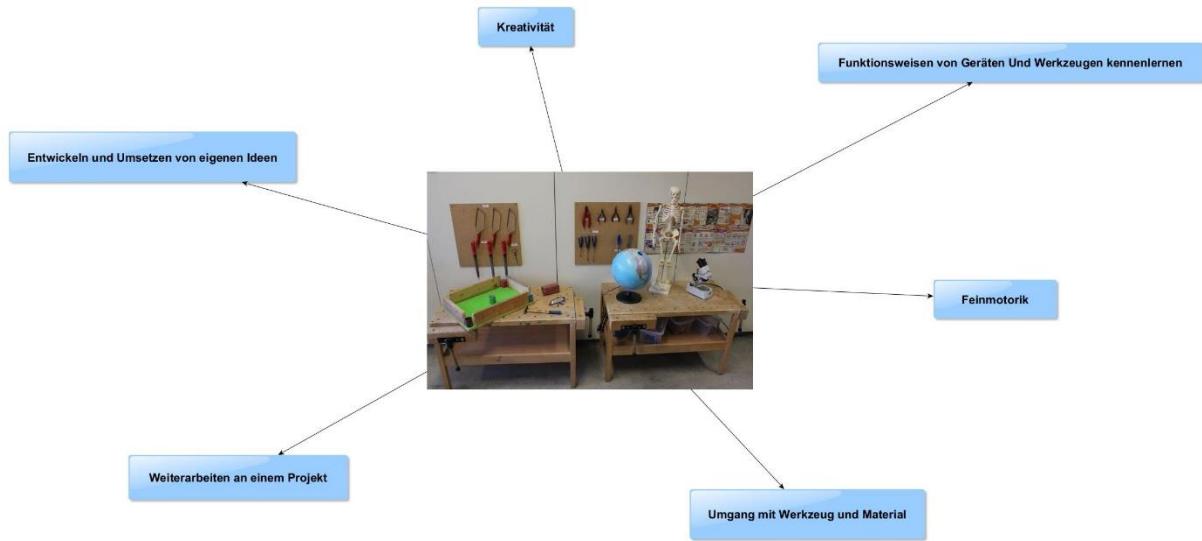 Kreativität
Funktionsweisen von Geräten Und Werkzeugen kennenlernen
Entwickeln und Umsetzen von eigenen Ideen
Feinmotorik
Weiterarbeiten an einem Projekt
Umgang mit Werkzeug und Material